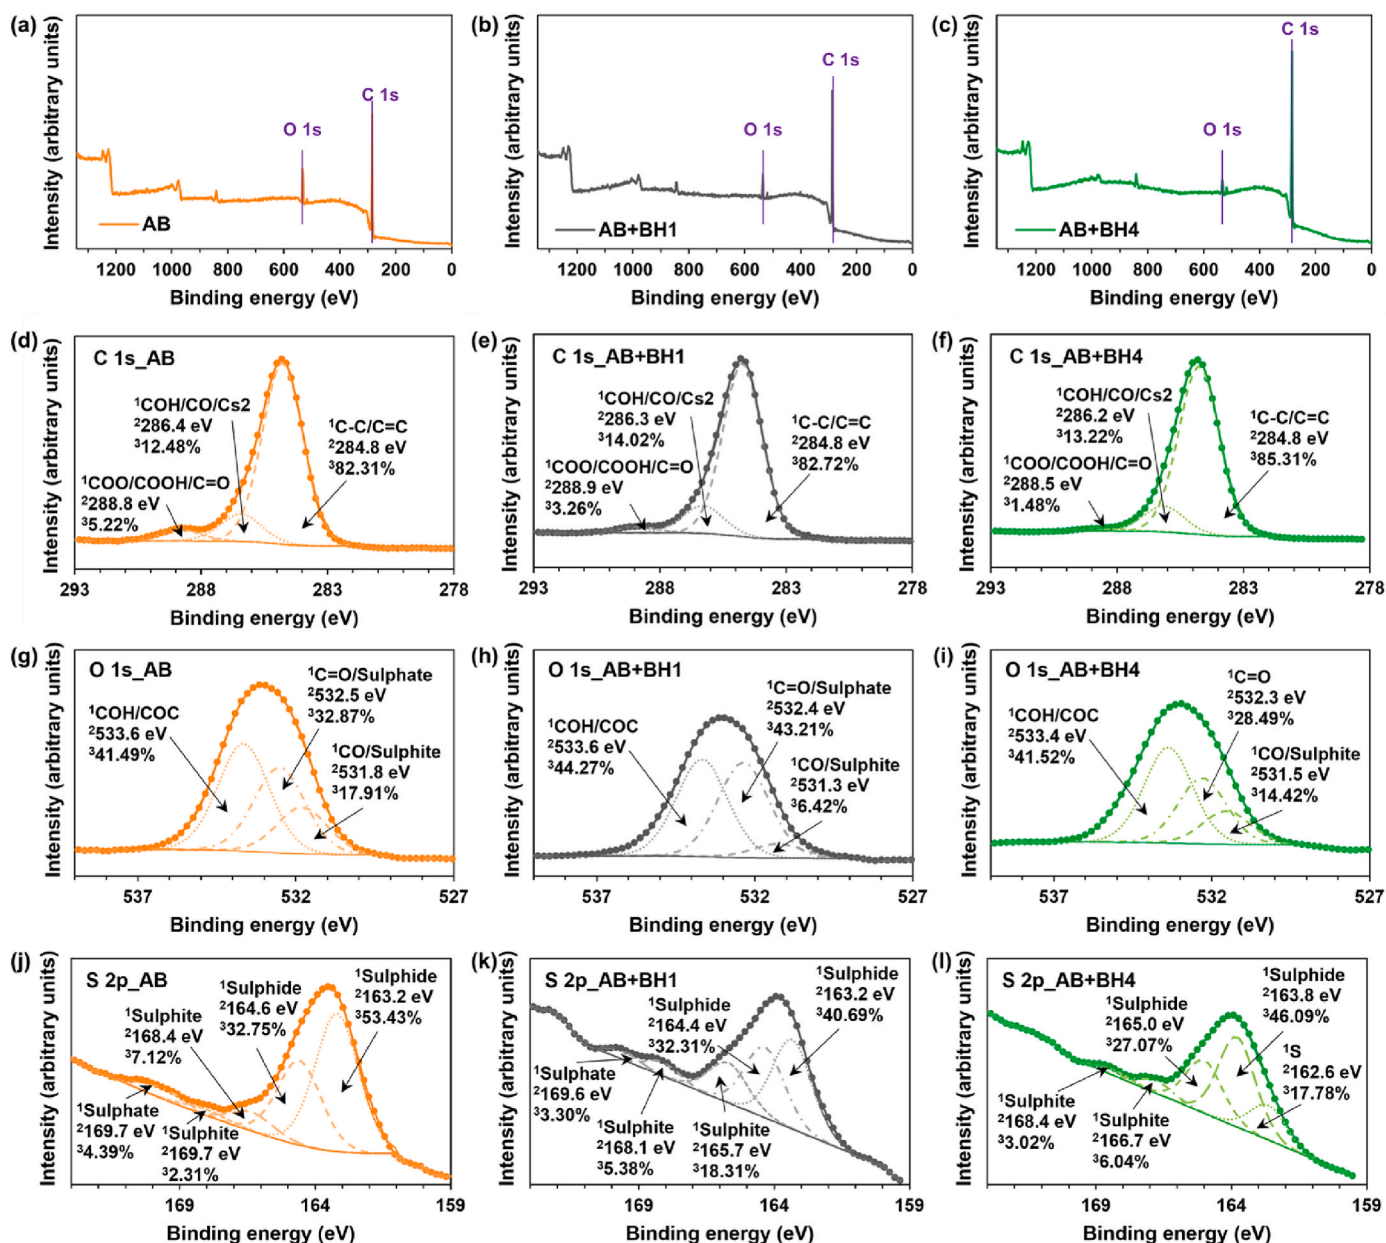 (a)
Intensity (arbitrary units)
C 1s
O 1s
AB
1200 1000 800 600 400 200 0
Binding energy (eV)
(b)
Intensity (arbitrary units)
C 1s
O 1s
AB+BH1
1200 1000 800 600 400 200 0
Binding energy (eV)
(c)
Intensity (arbitrary units)
C 1s
O 1s
AB+BH4
1200 1000 800 600 400 200 0
Binding energy (eV)
(d)
Intensity (arbitrary units)
C 1s_AB
¹COH/CO/Cs2
²286.4 eV
³12.48%
¹C-C/C=C
²284.8 eV
³82.31%
¹COO/COOH/C=O
²288.8 eV
³5.22%
293 288 283 278
Binding energy (eV)
(e)
Intensity (arbitrary units)
C 1s_AB+BH1
¹COH/CO/Cs2
²286.3 eV
³14.02%
¹C-C/C=C
²284.8 eV
³82.72%
¹COO/COOH/C=O
²288.9 eV
³3.26%
293 288 283 278
Binding energy (eV)
(f)
Intensity (arbitrary units)
C 1s_AB+BH4
¹COH/CO/Cs2
²286.2 eV
³13.22%
¹C-C/C=C
²284.8 eV
³85.31%
¹COO/COOH/C=O
²288.5 eV
³1.48%
293 288 283 278
Binding energy (eV)
(g)
Intensity (arbitrary units)
O 1s_AB
¹C=O/Sulphate
²532.5 eV
³32.87%
¹COH/COC
²533.6 eV
³41.49%
¹CO/Sulphite
²531.8 eV
³17.91%
537 532 527
Binding energy (eV)
(h)
Intensity (arbitrary units)
O 1s_AB+BH1
¹C=O/Sulphate
²532.4 eV
³43.21%
¹COH/COC
²533.6 eV
³44.27%
¹CO/Sulphite
²531.3 eV
³6.42%
537 532 527
Binding energy (eV)
(i)
Intensity (arbitrary units)
O 1s_AB+BH4
¹C=O
²532.3 eV
³28.49%
¹COH/COC
²533.4 eV
³41.52%
¹CO/Sulphite
²531.5 eV
³14.42%
537 532 527
Binding energy (eV)
(j)
Intensity (arbitrary units)
S 2p_AB
¹Sulphide
²163.2 eV
³53.43%
¹Sulphide
²164.6 eV
³32.75%
¹Sulphite
²168.4 eV
³7.12%
¹Sulphate
²169.7 eV
³4.39%
¹Sulphite
²169.7 eV
³2.31%
169 164 159
Binding energy (eV)
(k)
Intensity (arbitrary units)
S 2p_AB+BH1
¹Sulphide
²163.2 eV
³40.69%
¹Sulphide
²164.4 eV
³32.31%
¹Sulphate
²169.6 eV
³3.30%
¹Sulphite
²168.1 eV
³5.38%
¹Sulphite
²165.7 eV
³18.31%
169 164 159
Binding energy (eV)
(l)
Intensity (arbitrary units)
S 2p_AB+BH4
¹Sulphide
²163.8 eV
³46.09%
¹Sulphide
²165.0 eV
³27.07%
¹S
²162.6 eV
³17.78%
¹Sulphite
²168.4 eV
³3.02%
¹Sulphite
²166.7 eV
³6.04%
169 164 159
Binding energy (eV)